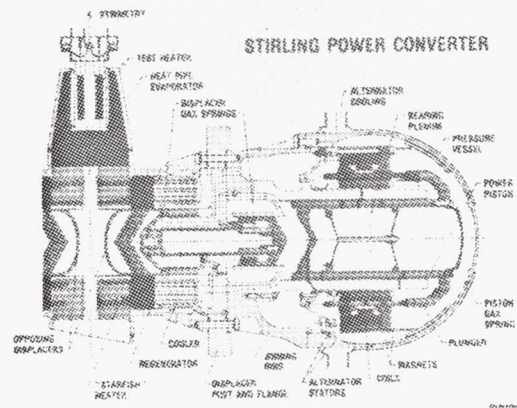 SYMMETRY
TEST HEATER
STIRLING POWER CONVERTER
HEAT PIPE
EVAPORATOR
DISPLACER
GAS SPRINGS
ALTERNATOR
COOLING
BEARING
PLENUM
PRESSURE
VESSEL
POWER
PISTON
OPPOSING
DISPLACERS
COOLER
REGENERATOR
STARFISH
HEATER
DISPLACER
POST AND FLANGE
ALTERNATOR
STATORS
COILS
MAGNETS
PLUNGER
PISTON
GAS
SPRING